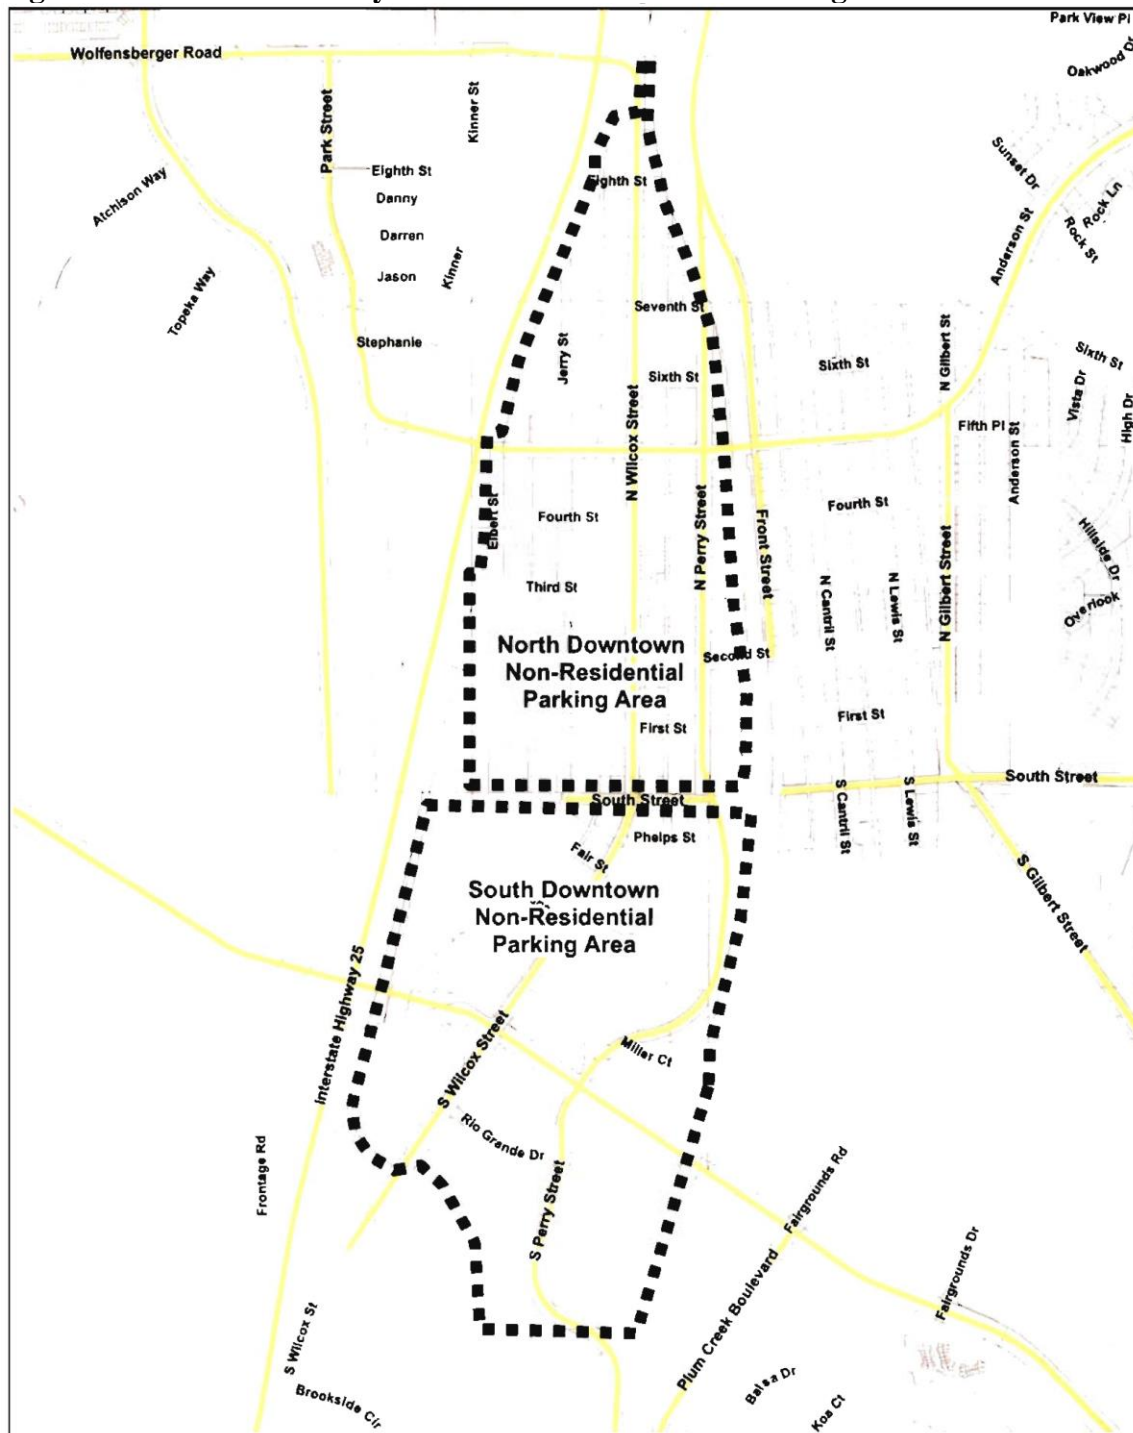 Park View Pl
Wolfensberger Road
Oakwood Dr
Kinner St
Park Street
Sunset Dr
Eighth St
Eighth St
Atchison Way
Danny
Rock Ln
Anderson St
Rock St
Darren
Kinner
Jason
Topeka Way
Seventh St
N Gilbert St
Stephanie
Jerry St
Sixth St
Sixth St
Sixth St
Vista Dr
High Dr
N Wilcox Street
Fifth Pl
Anderson St
Elbert St
Fourth St
N Perry Street
Front Street
Fourth St
N Gilbert Street
Hillside Dr
Third St
N Cantril St
N Lewis St
Overlook
North Downtown
Non-Residential
Parking Area
Second St
First St
First St
South Street
South Street
S Cantril St
S Lewis St
Phelps St
Fair St
South Downtown
Non-Residential
Parking Area
S Gilbert Street
Interstate Highway 25
S Wilcox Street
Miller Ct
Rio Grande Dr
Frontage Rd
S Perry Street
Fairgrounds Rd
Plum Creek Boulevard
Fairgrounds Dr
S Wilcox St
Brookside Cir
Balsa Dr
Koa Ct